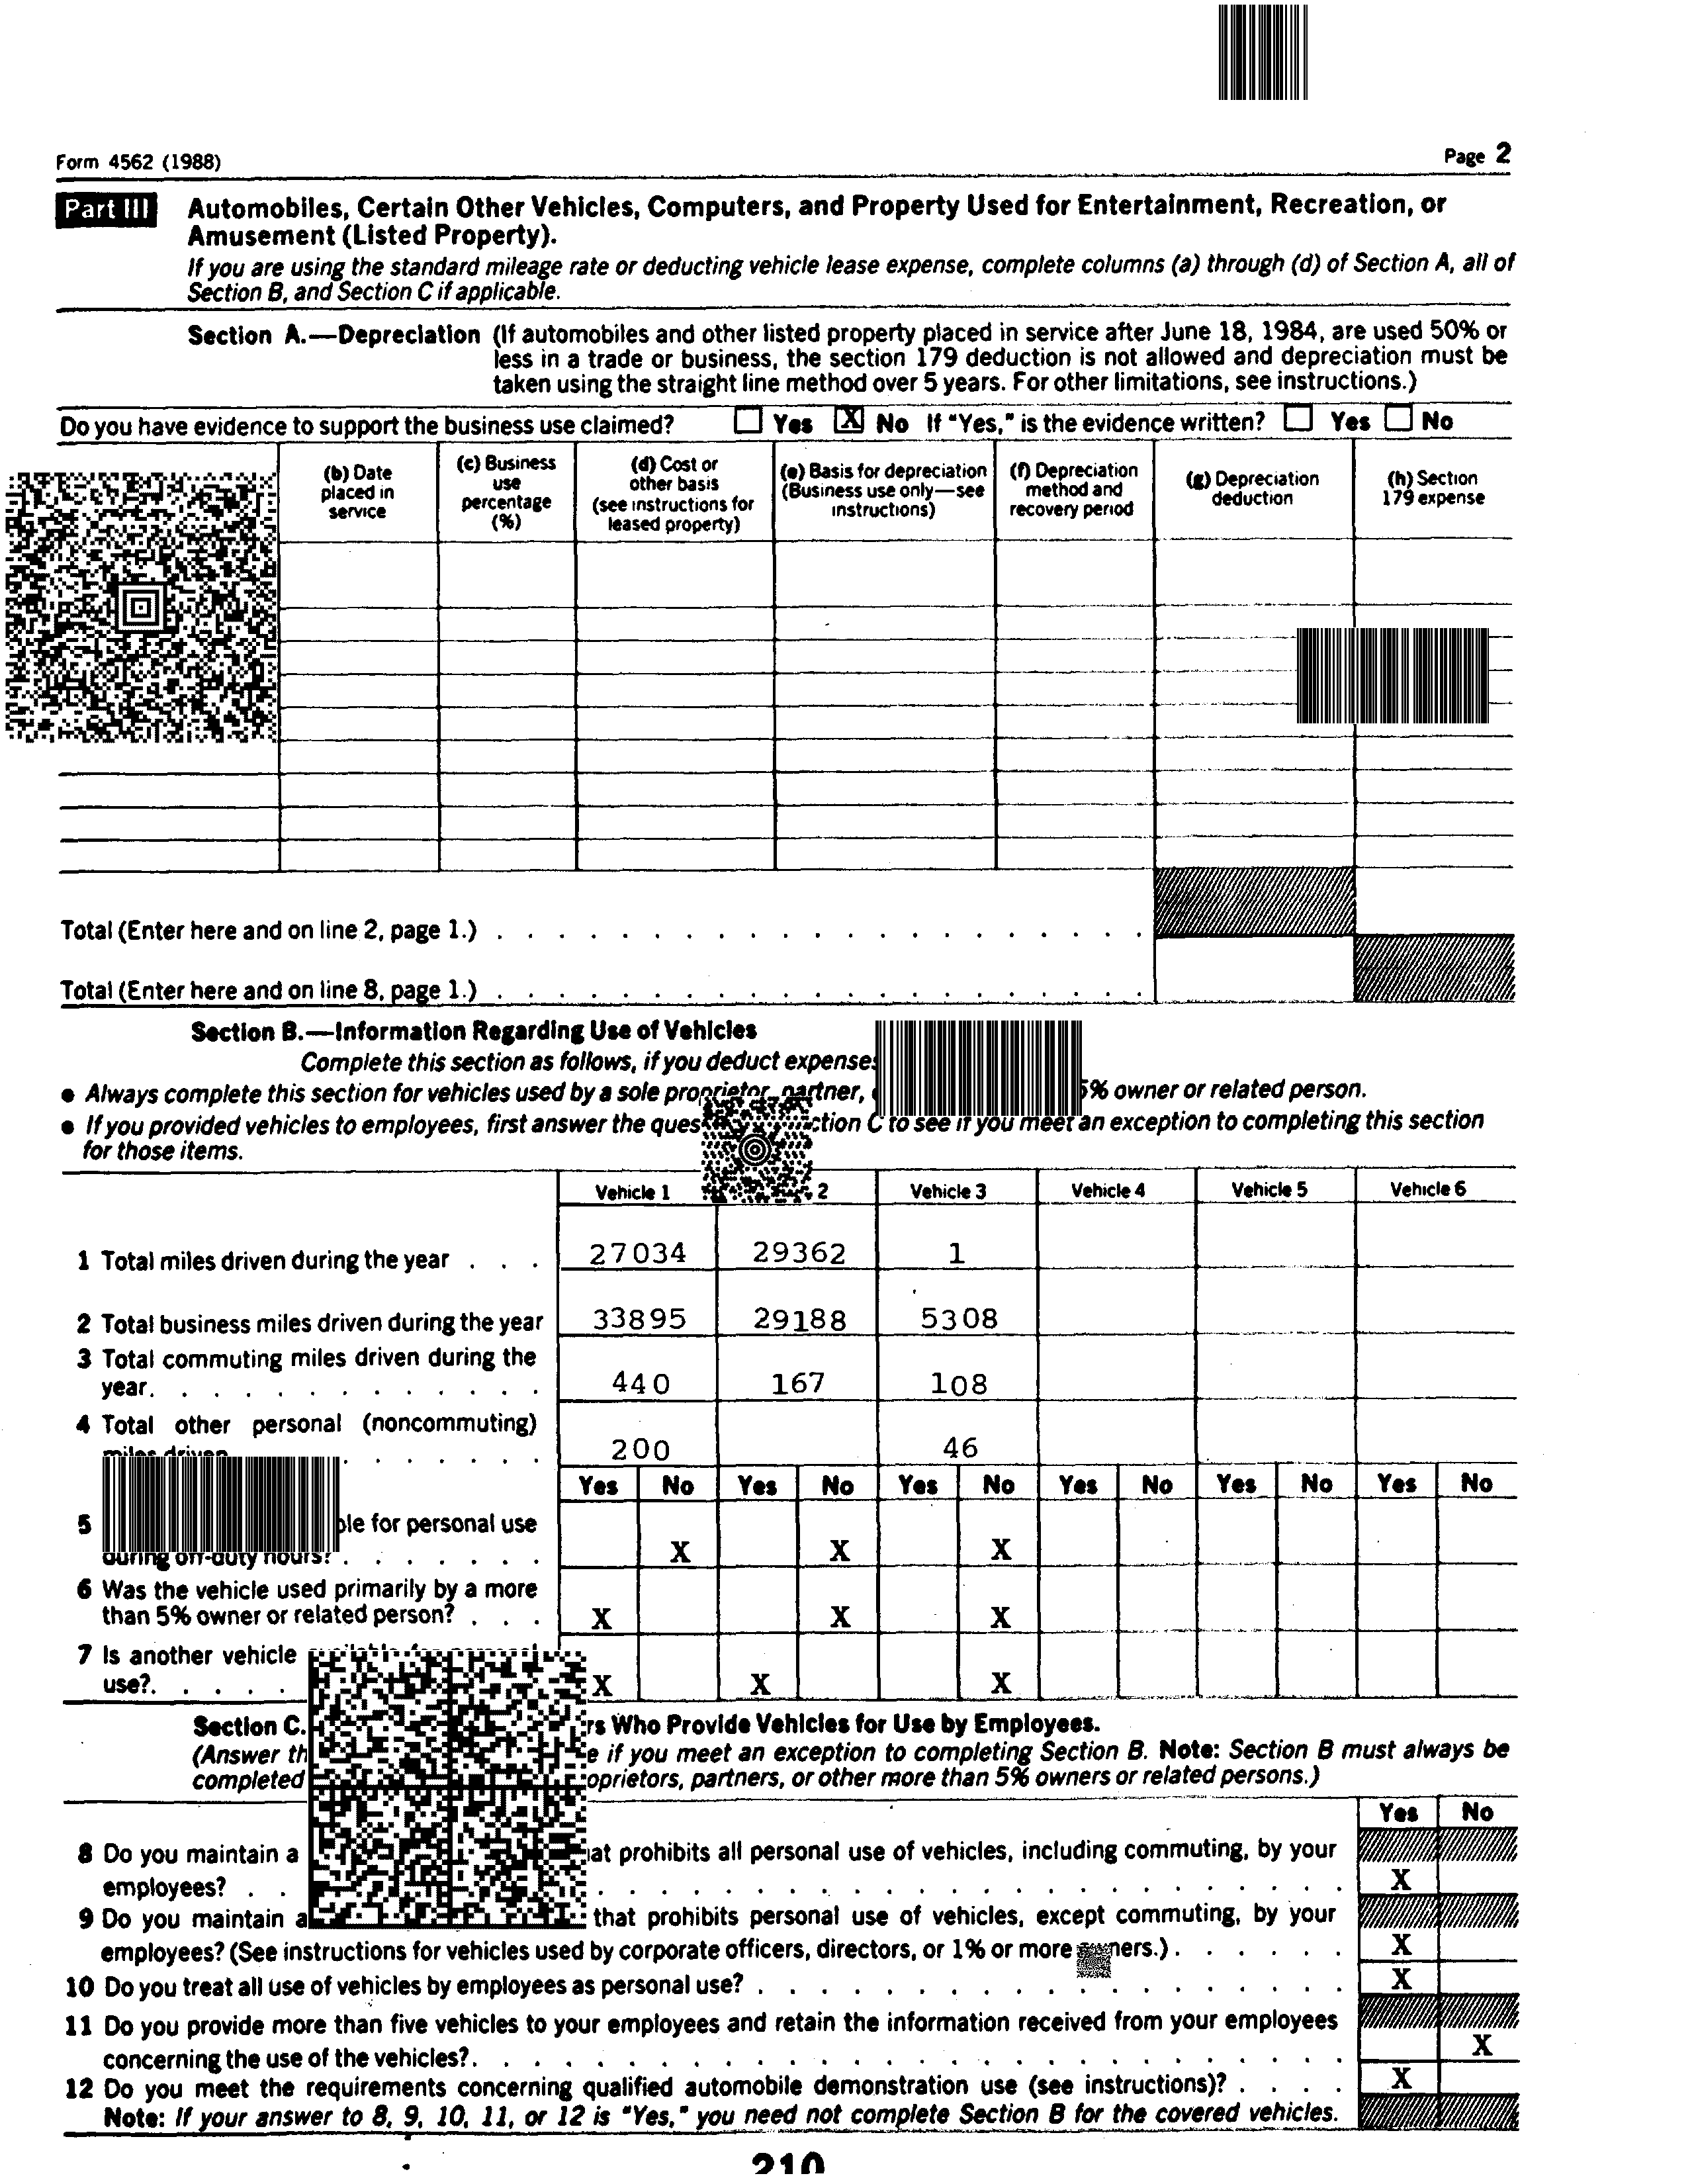 Form 4562 (1988) Page 2
Part III Automobiles, Certain Other Vehicles, Computers, and Property Used for Entertainment, Recreation, or
Amusement (Listed Property).
If you are using the standard mileage rate or deducting vehicle lease expense, complete columns (a) through (d) of Section A, all of
Section B, and Section C if applicable.
Section A.—Depreciation (If automobiles and other listed property placed in service after June 18, 1984, are used 50% or
less in a trade or business, the section 179 deduction is not allowed and depreciation must be
taken using the straight line method over 5 years. For other limitations, see instructions.)
Do you have evidence to support the business use claimed? Yes X No If "Yes," is the evidence written? Yes No
(b) Date
placed in
service
(c) Business
use
percentage
(%)
(d) Cost or
other basis
(see instructions for
leased property)
(e) Basis for depreciation
(Business use only—see
instructions)
(f) Depreciation
method and
recovery period
(g) Depreciation
deduction
(h) Section
179 expense
Total (Enter here and on line 2, page 1.)
Total (Enter here and on line 8, page 1.)
Section B.—Information Regarding Use of Vehicles
Complete this section as follows, if you deduct expenses
• Always complete this section for vehicles used by a sole proprietor, partner, 5% owner or related person.
• If you provided vehicles to employees, first answer the C to see if you meet an exception to completing this section
for those items.
Vehicle 1 2 Vehicle 3 Vehicle 4 Vehicle 5 Vehicle 6
1 Total miles driven during the year . . . 27034 29362 1
2 Total business miles driven during the year 33895 29188 5308
3 Total commuting miles driven during the
year. 440 167 108
4 Total other personal (noncommuting)
miles driven 200 46
Yes No Yes No Yes No Yes No Yes No Yes No
5 for personal use
during off-duty hours? X X X
6 Was the vehicle used primarily by a more
than 5% owner or related person? . . . X X X
7 Is another vehicle available for personal
use?. X X X
Section C. Who Provide Vehicles for Use by Employees.
(Answer if you meet an exception to completing Section B. Note: Section B must always be
completed partners, or other more than 5% owners or related persons.)
Yes No
8 Do you maintain a prohibits all personal use of vehicles, including commuting, by your
employees? X
9 Do you maintain that prohibits personal use of vehicles, except commuting, by your
employees? (See instructions for vehicles used by corporate officers, directors, or 1% or more X
10 Do you treat all use of vehicles by employees as personal use? X
11 Do you provide more than five vehicles to your employees and retain the information received from your employees
concerning the use of the vehicles?. X
12 Do you meet the requirements concerning qualified automobile demonstration use (see instructions)? . . . . X
Note: If your answer to 8, 9, 10, 11, or 12 is "Yes," you need not complete Section B for the covered vehicles.
210